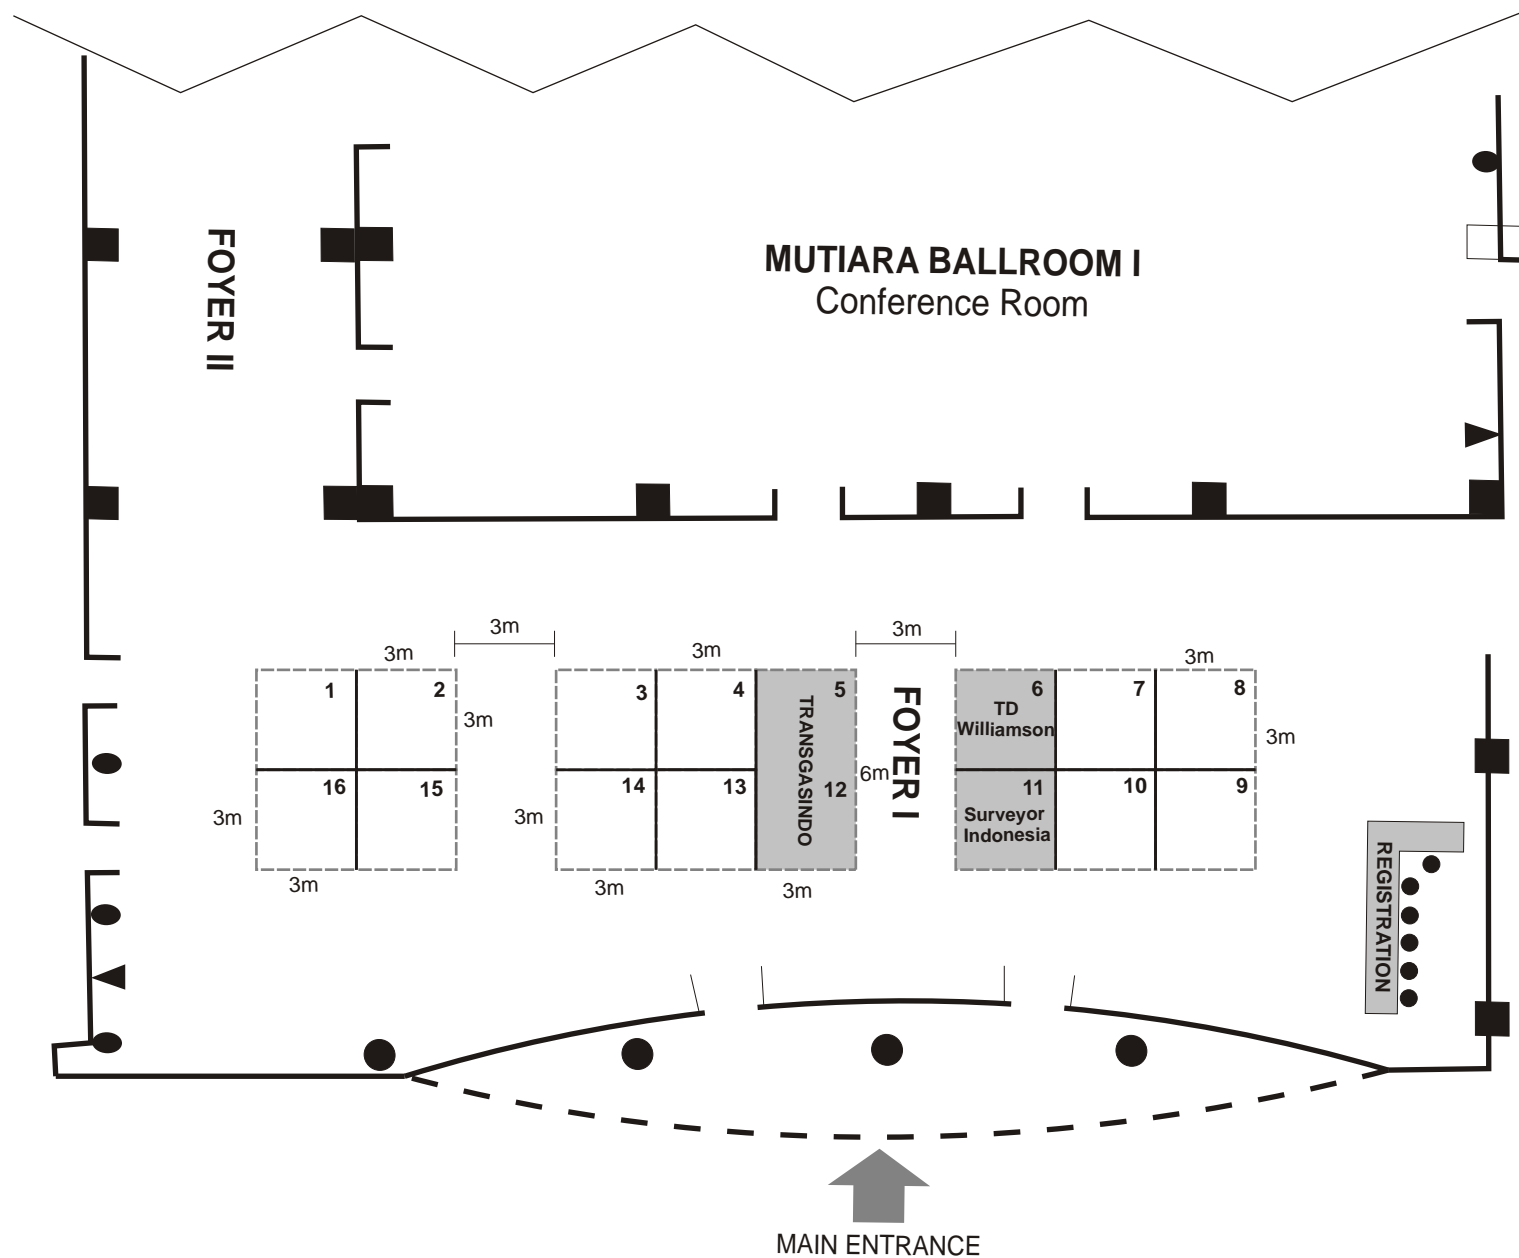 FOYER II
MUTIARA BALLROOM I
Conference Room
3m
3m
3m
3m
3m
1
2
3
4
5
6
7
8
TRANSGASINDO
FOYER I
TD
Williamson
3m
3m
6m
16
15
14
13
12
11
10
9
3m
3m
Surveyor
Indonesia
3m
3m
3m
REGISTRATION
MAIN ENTRANCE